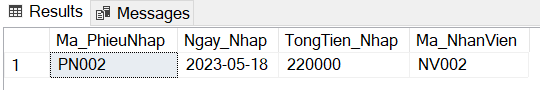 Results Messages
Ma_PhieuNhap Ngay_Nhap TongTien_Nhap Ma_NhanVien
1 PN002 2023-05-18 220000 NV002